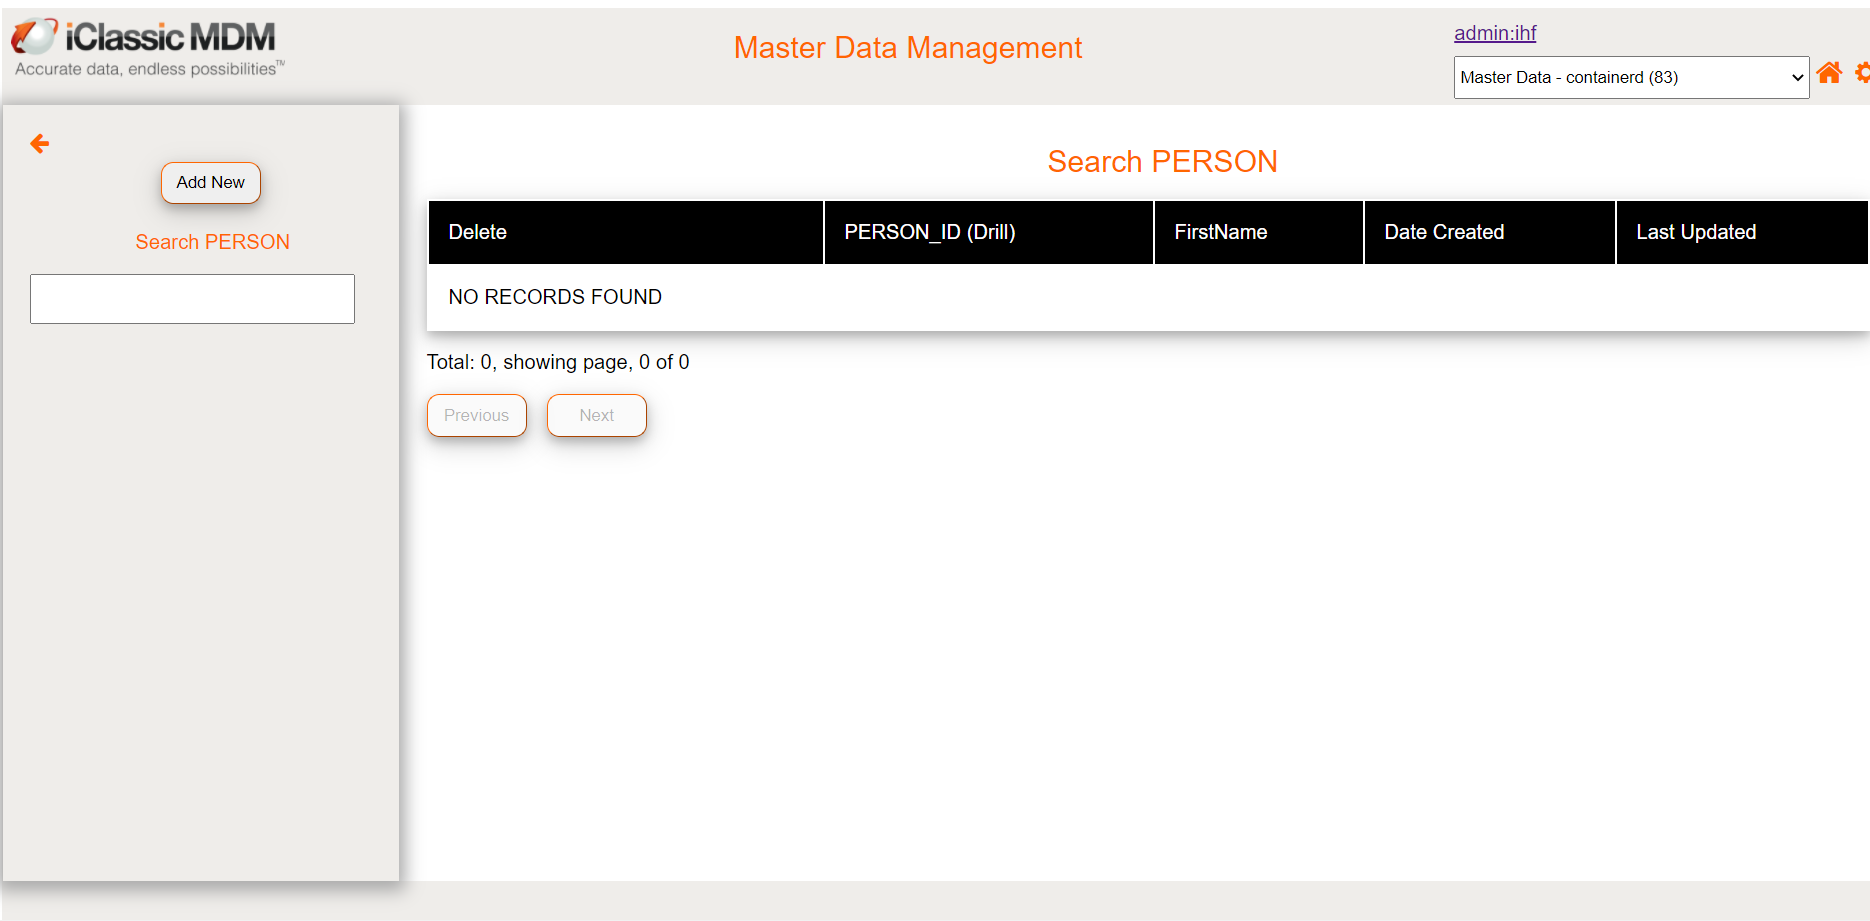 iClassic MDM
Accurate data, endless possibilities™
Master Data Management
admin:ihf
Master Data - containerd (83)
Add New
Search PERSON
Search PERSON
Delete PERSON_ID (Drill) FirstName Date Created Last Updated
NO RECORDS FOUND
Total: 0, showing page, 0 of 0
Previous Next